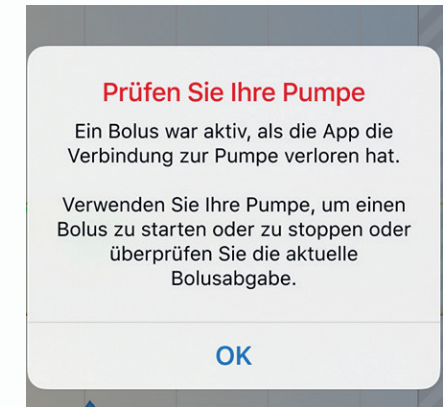 Prüfen Sie Ihre Pumpe
Ein Bolus war aktiv, als die App die
Verbindung zur Pumpe verloren hat.
Verwenden Sie Ihre Pumpe, um einen
Bolus zu starten oder zu stoppen oder
überprüfen Sie die aktuelle
Bolusabgabe.
OK